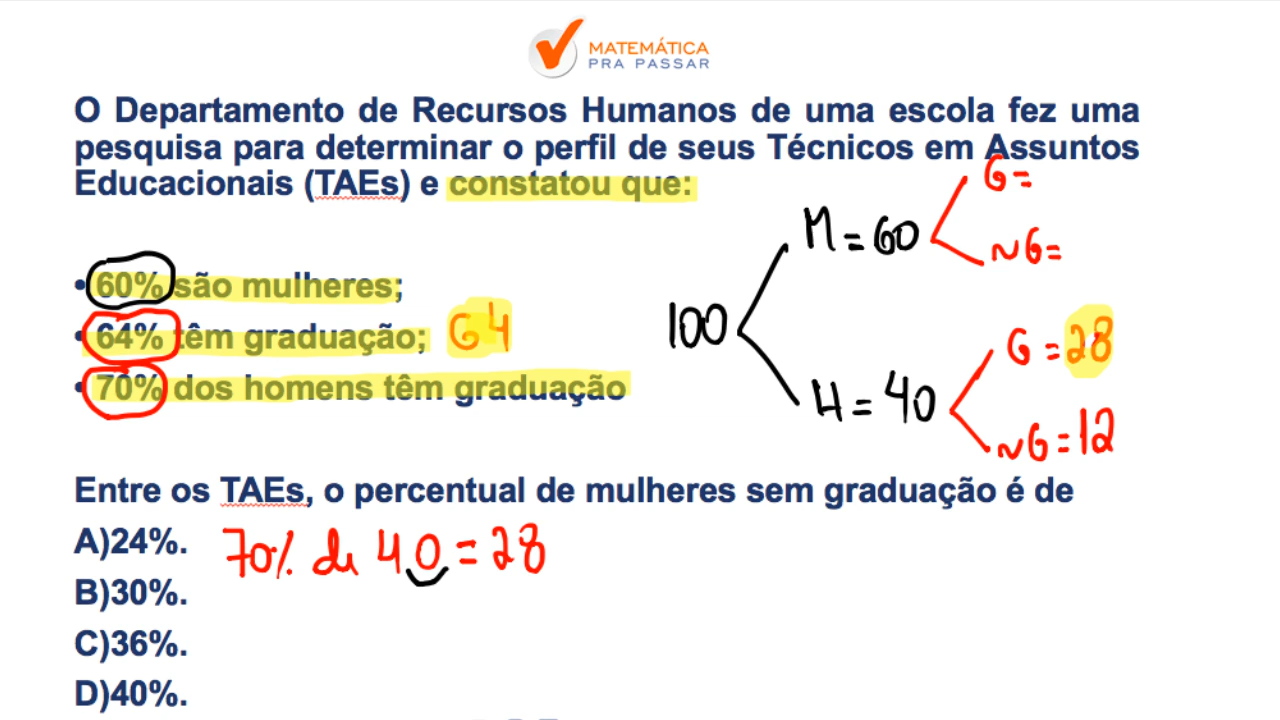 MATEMÁTICA
PRA PASSAR
O Departamento de Recursos Humanos de uma escola fez uma
pesquisa para determinar o perfil de seus Técnicos em Assuntos
Educacionais (TAEs) e constatou que:
G=
M=60
NG=
• 60% são mulheres;
• 64% têm graduação; 64
100
G=28
• 70% dos homens têm graduação
H=40
NG=12
Entre os TAEs, o percentual de mulheres sem graduação é de
A)24%.
70% de 40=28
B)30%.
C)36%.
D)40%.